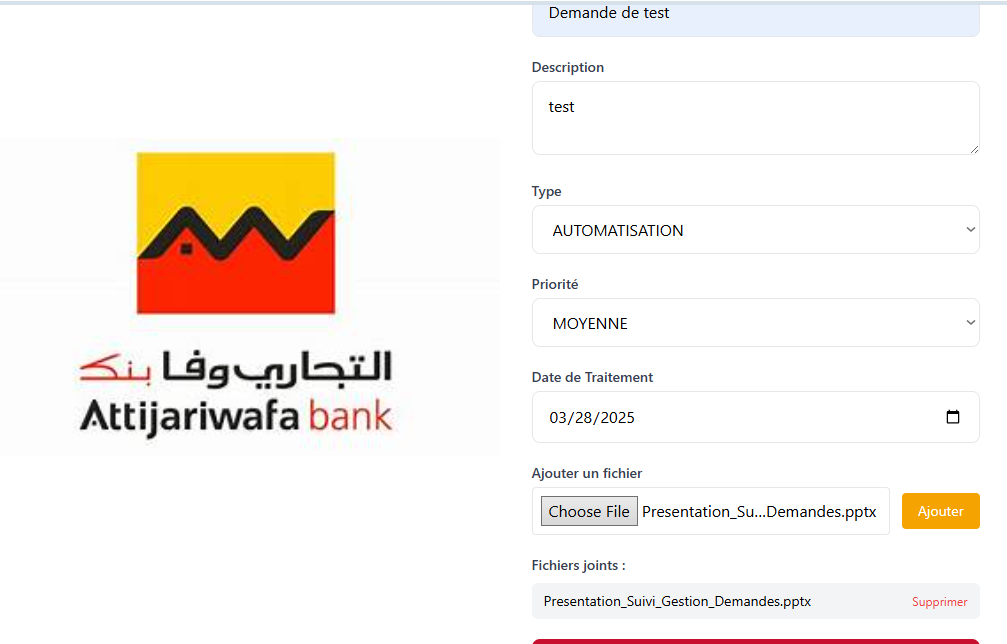 التجاري وفا بنك
Attijariwafa bank
Demande de test
Description
test
Type
AUTOMATISATION
Priorité
MOYENNE
Date de Traitement
03/28/2025
Ajouter un fichier
Choose File Presentation_Su...Demandes.pptx Ajouter
Fichiers joints :
Presentation_Suivi_Gestion_Demandes.pptx Supprimer